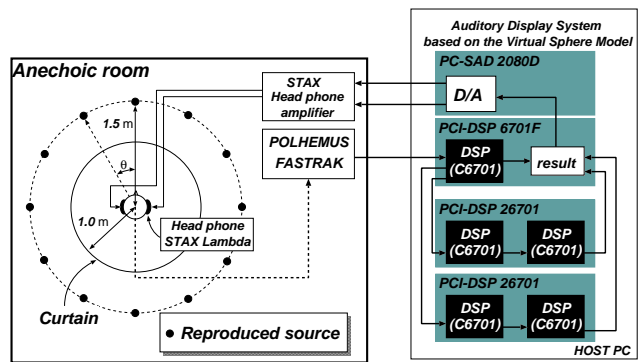 Anechoic room
1.5 m
θ
1.0 m
Curtain
Head phone
STAX Lambda
Reproduced source
STAX
Head phone
amplifier
POLHEMUS
FASTRAK
Auditory Display System
based on the Virtual Sphere Model
PC-SAD 2080D
D/A
PCI-DSP 6701F
DSP
(C6701)
result
PCI-DSP 26701
DSP
(C6701)
DSP
(C6701)
PCI-DSP 26701
DSP
(C6701)
DSP
(C6701)
HOST PC